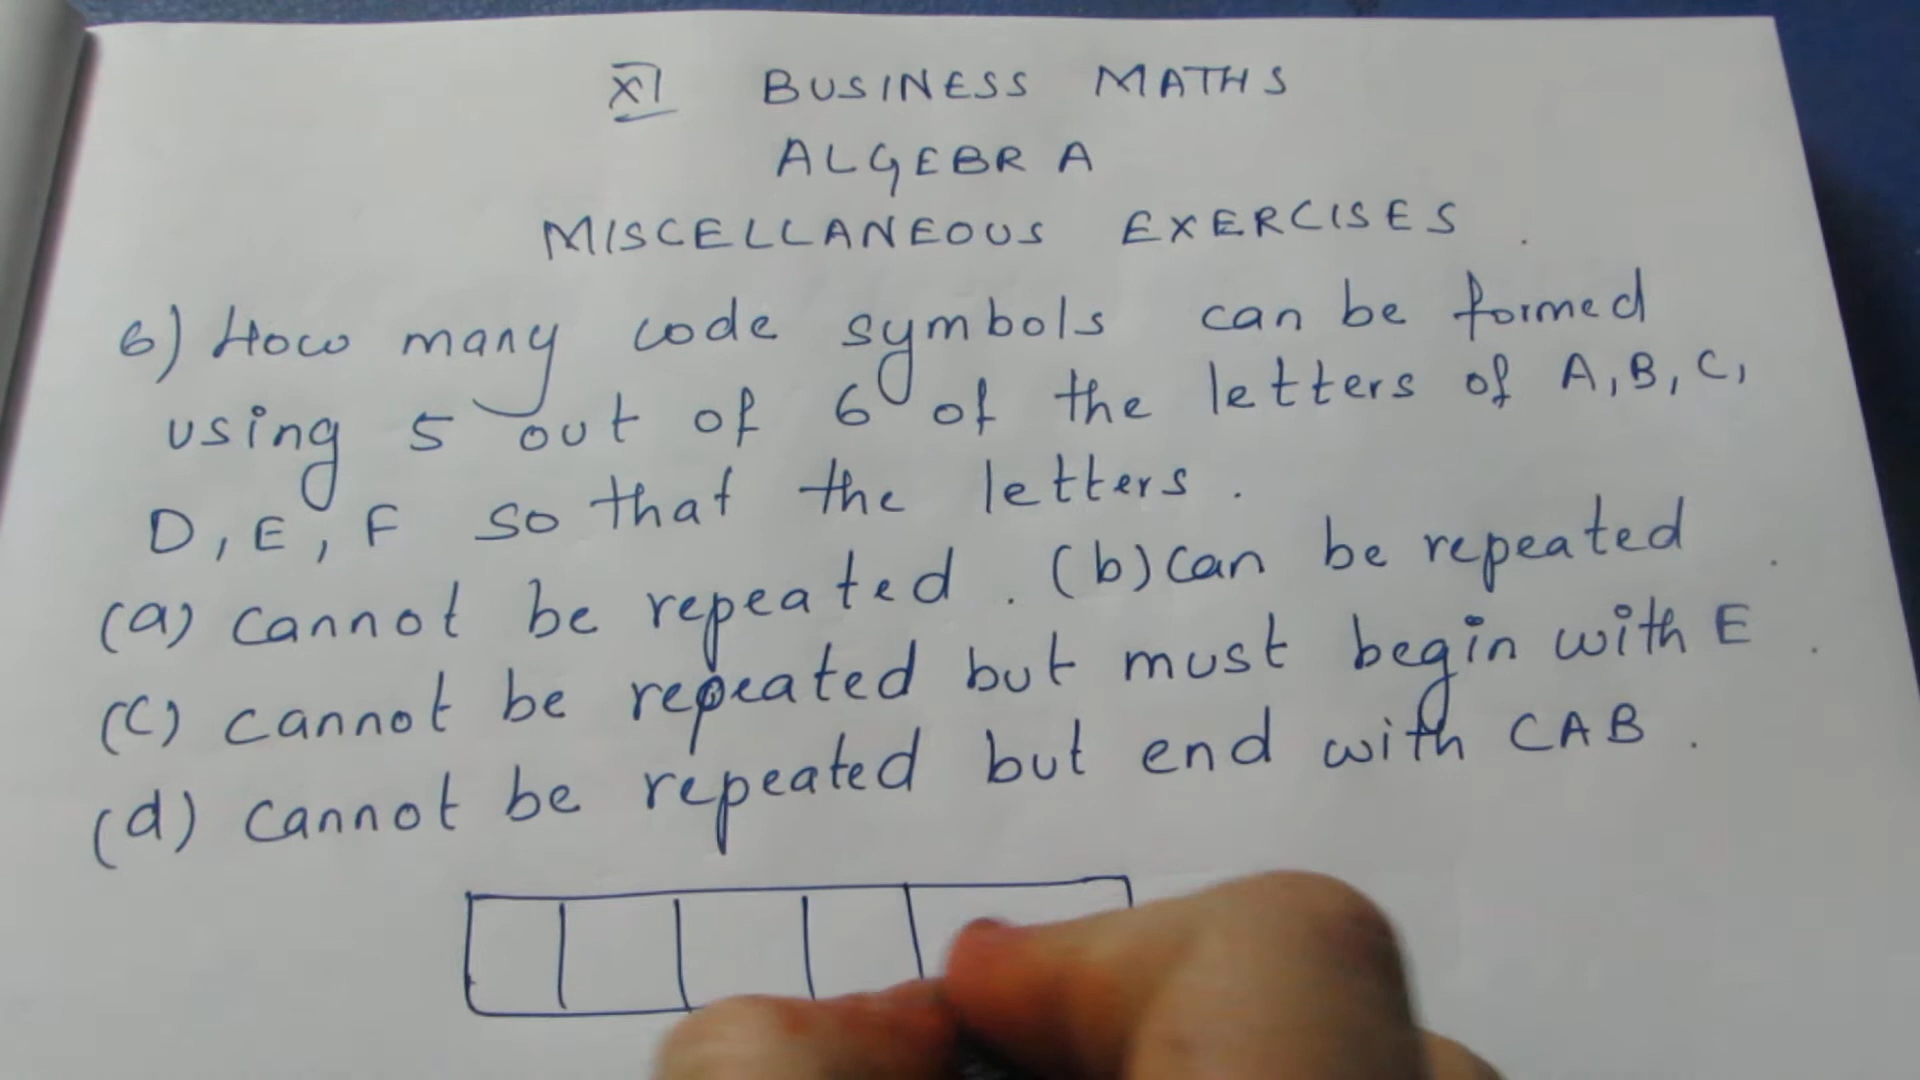 XI BUSINESS MATHS
ALGEBRA
MISCELLANEOUS EXERCISES.
6) How many code symbols can be formed
using 5 out of 6 of the letters of A, B, C,
D, E, F so that the letters.
(a) cannot be repeated. (b) can be repeated
(c) cannot be repeated but must begin with E
(d) cannot be repeated but end with CAB.